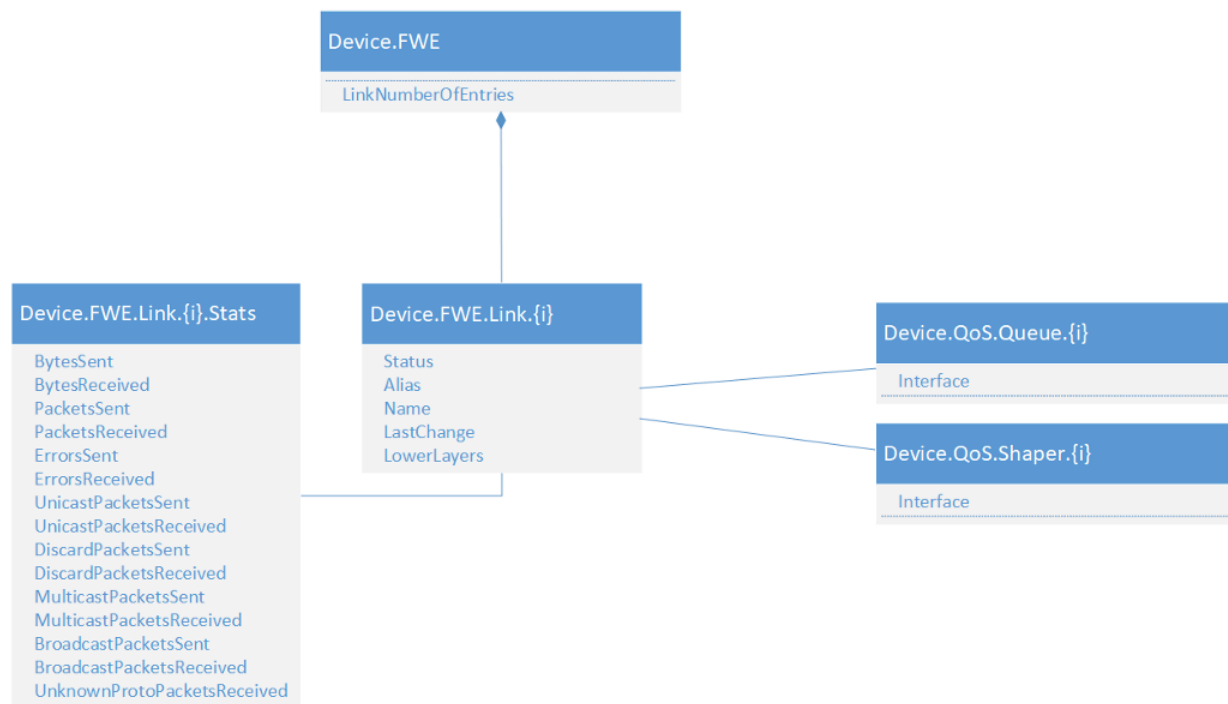 Device.FWE
LinkNumberOfEntries
Device.FWE.Link.{i}.Stats
BytesSent
BytesReceived
PacketsSent
PacketsReceived
ErrorsSent
ErrorsReceived
UnicastPacketsSent
UnicastPacketsReceived
DiscardPacketsSent
DiscardPacketsReceived
MulticastPacketsSent
MulticastPacketsReceived
BroadcastPacketsSent
BroadcastPacketsReceived
UnknownProtoPacketsReceived
Device.FWE.Link.{i}
Status
Alias
Name
LastChange
LowerLayers
Device.QoS.Queue.{i}
Interface
Device.QoS.Shaper.{i}
Interface